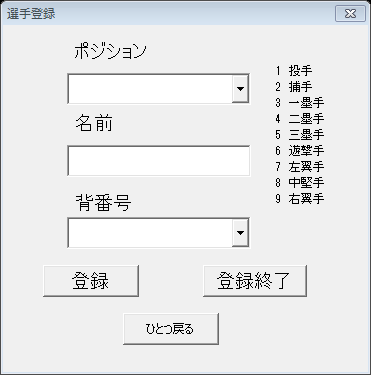 選手登録
ポジション
1 投手
2 捕手
3 一塁手
4 二塁手
5 三塁手
6 遊撃手
7 左翼手
8 中堅手
9 右翼手
名前
背番号
登録
登録終了
ひとつ戻る